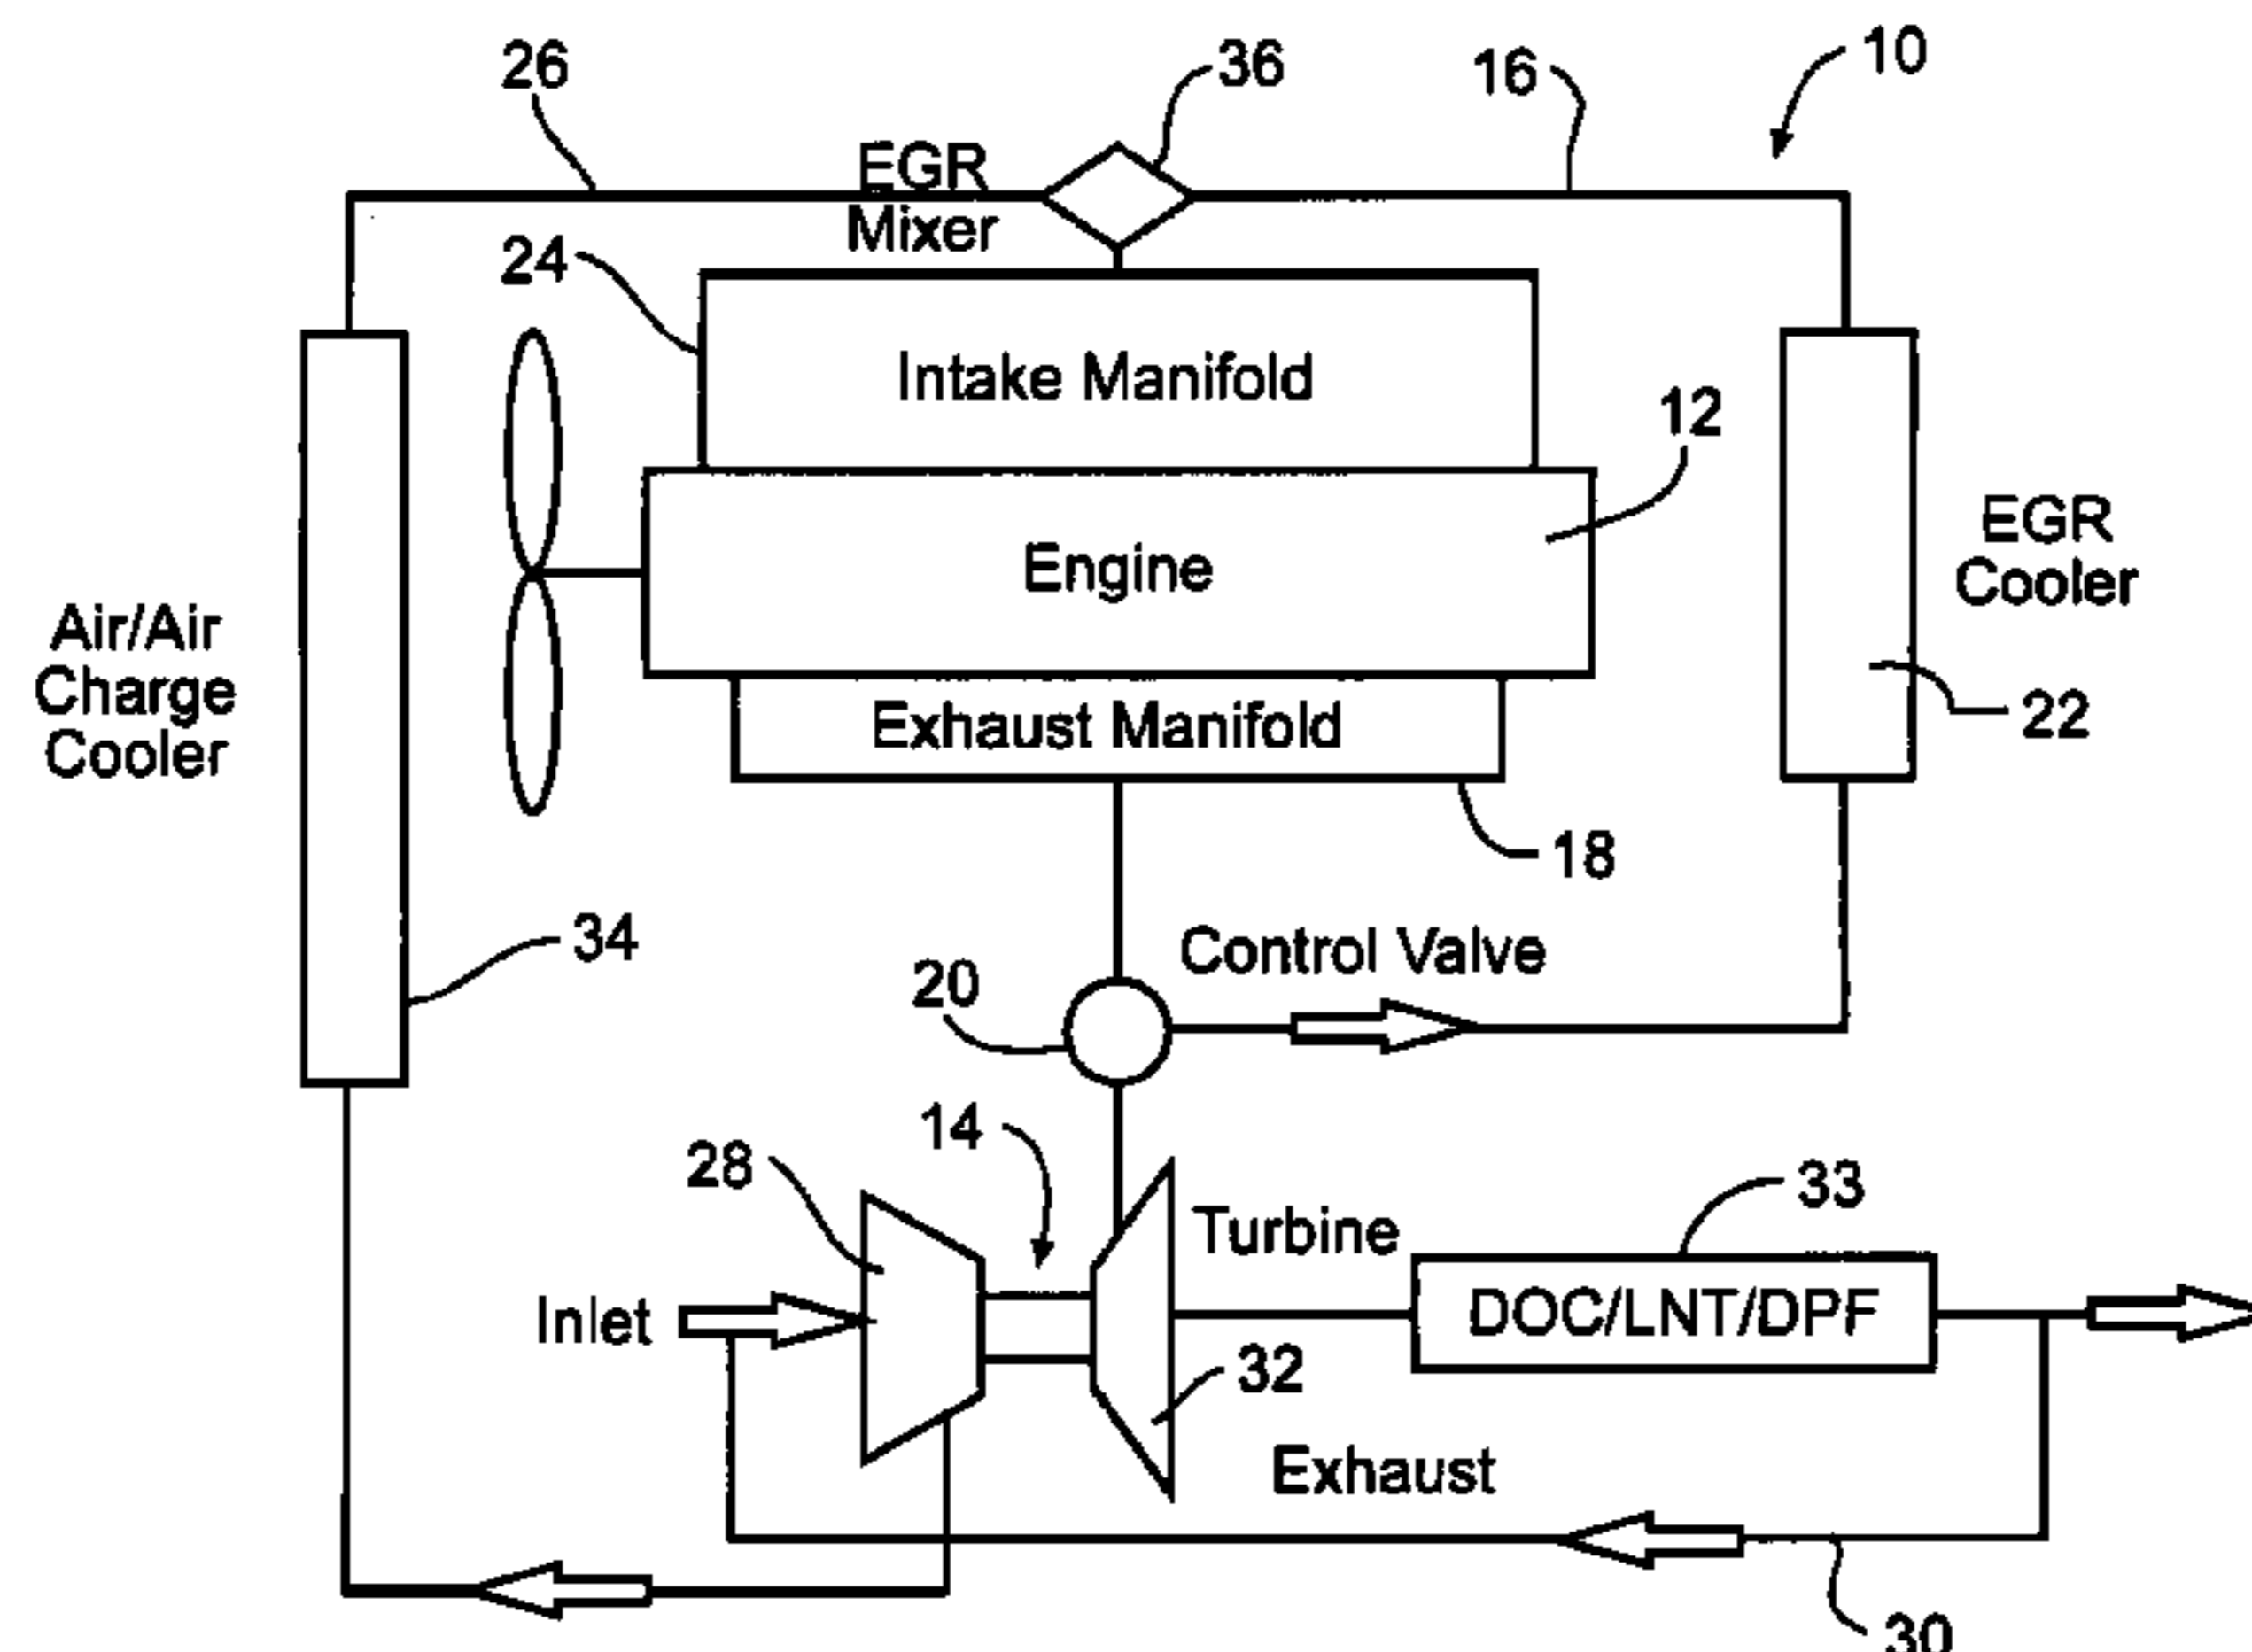 26
36
16
10
EGR
Mixer
24
Intake Manifold
12
Engine
EGR
Cooler
Air/Air
Charge
Cooler
Exhaust Manifold
22
18
34
Control Valve
20
14
28
33
Turbine
Inlet
DOC/LNT/DPF
32
Exhaust
30